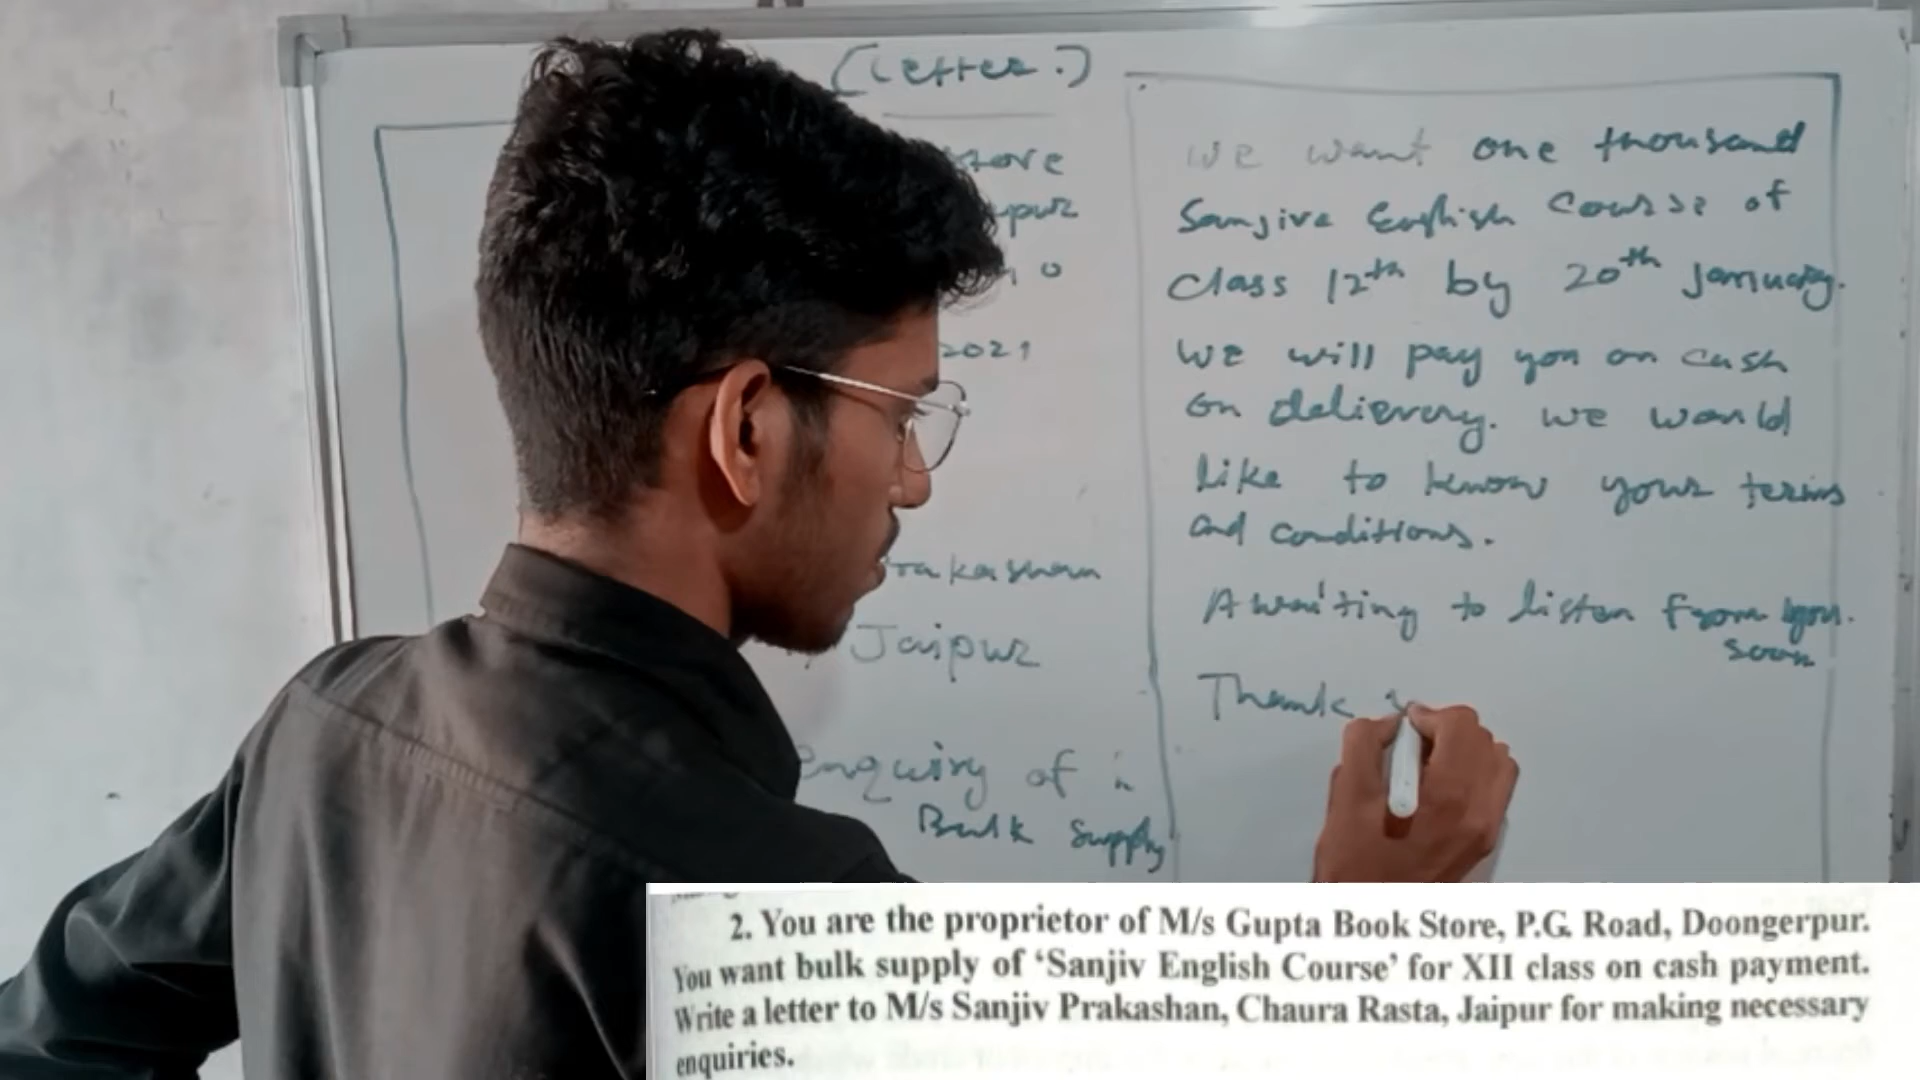 (Letter.)
store
2021
Jaipur
enquiry of in
Bulk Supply
we want one thousand
Sanjive English Course of
class 12th by 20th January.
we will pay you on cash
on delievery. we would
like to know your terms
and conditions.
Awaiting to listen from you.
soon
Thank
2. You are the proprietor of M/s Gupta Book Store, P.G. Road, Doongerpur.
You want bulk supply of ‘Sanjiv English Course’ for XII class on cash payment.
Write a letter to M/s Sanjiv Prakashan, Chaura Rasta, Jaipur for making necessary
enquiries.